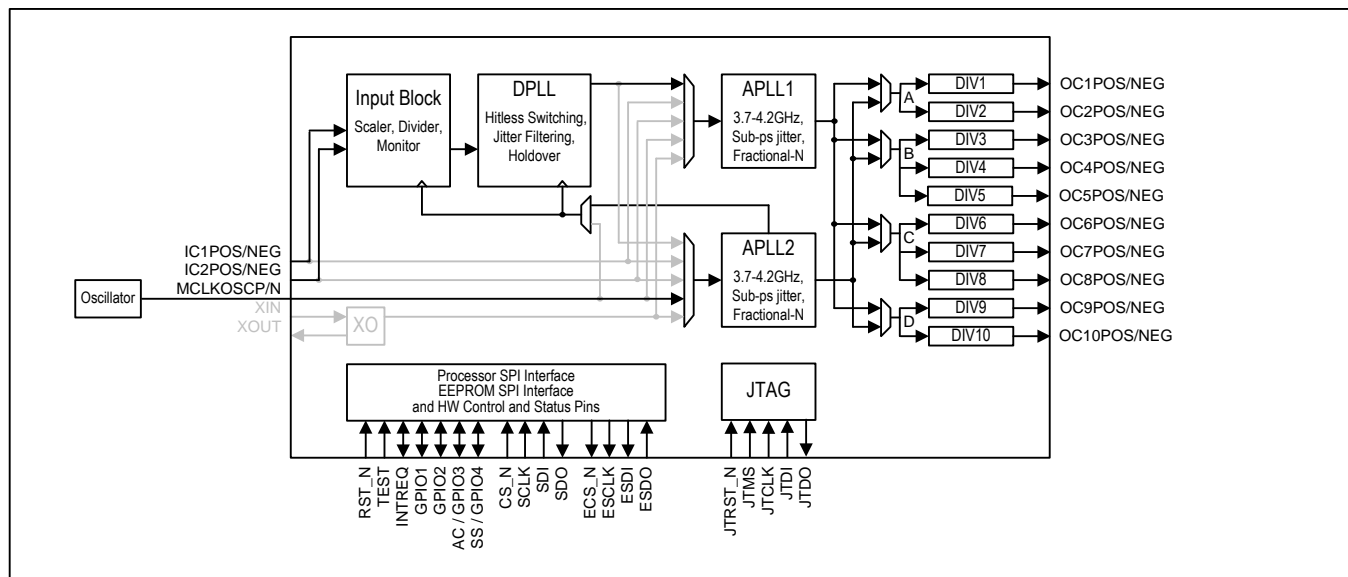 Input Block
Scaler, Divider,
Monitor
DPLL
Hitless Switching,
Jitter Filtering,
Holdover
APLL1
3.7-4.2GHz,
Sub-ps jitter,
Fractional-N
APLL2
3.7-4.2GHz,
Sub-ps jitter,
Fractional-N
A
B
C
D
DIV1
DIV2
DIV3
DIV4
DIV5
DIV6
DIV7
DIV8
DIV9
DIV10
OC1POS/NEG
OC2POS/NEG
OC3POS/NEG
OC4POS/NEG
OC5POS/NEG
OC6POS/NEG
OC7POS/NEG
OC8POS/NEG
OC9POS/NEG
OC10POS/NEG
IC1POS/NEG
IC2POS/NEG
MCLKOSCP/N
XIN
XOUT
Oscillator
XO
Processor SPI Interface
EEPROM SPI Interface
and HW Control and Status Pins
JTAG
RST_N
TEST
INTREQ
GPIO1
GPIO2
AC / GPIO3
SS / GPIO4
CS_N
SCLK
SDI
SDO
ECS_N
ESCLK
ESDI
ESDO
JTRST_N
JTMS
JTCLK
JTDI
JTDO